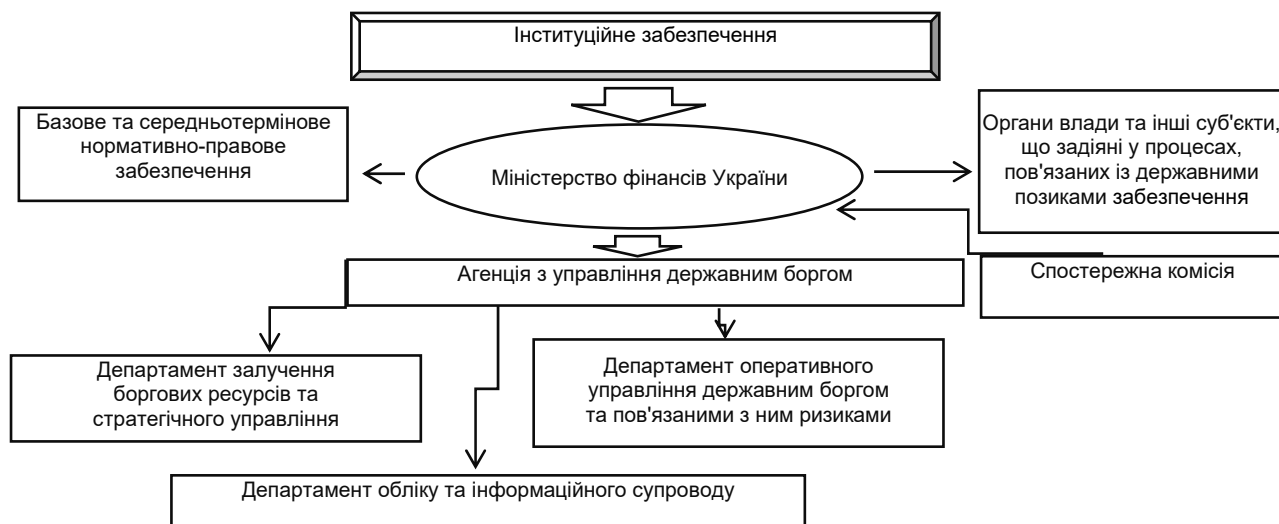 Інституційне забезпечення
Базове та середньотермінове
нормативно-правове
забезпечення
Міністерство фінансів України
Органи влади та інші суб'єкти,
що задіяні у процесах,
пов'язаних із державними
позиками забезпечення
Агенція з управління державним боргом
Спостережна комісія
Департамент залучення
боргових ресурсів та
стратегічного управління
Департамент оперативного
управління державним боргом
та пов'язаними з ним ризиками
Департамент обліку та інформаційного супроводу